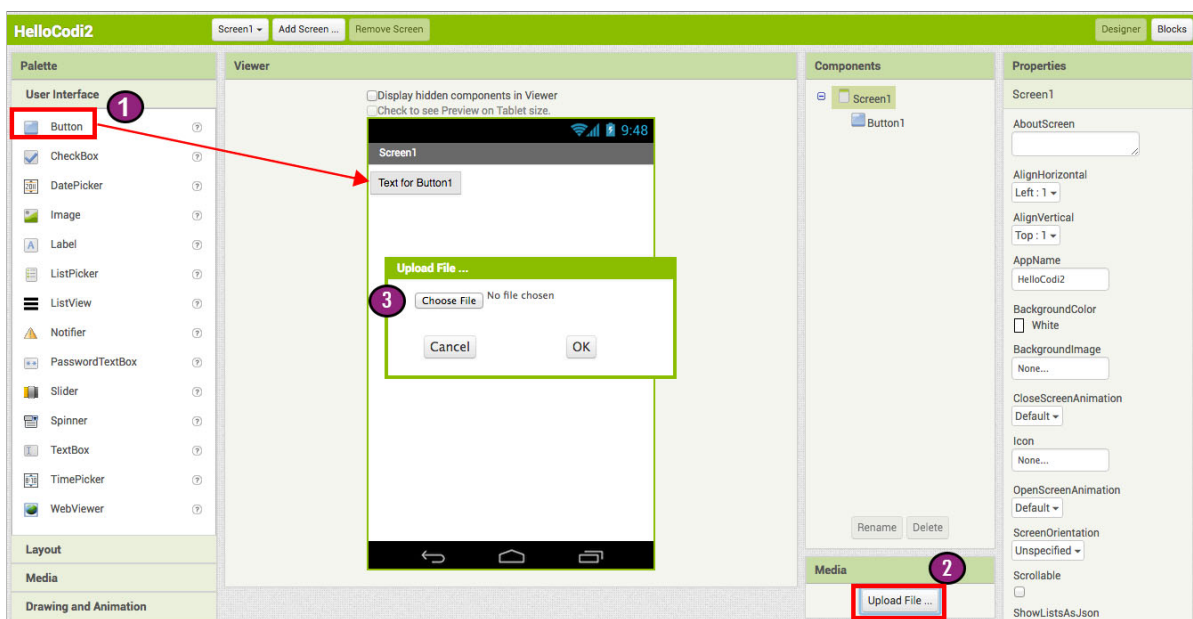 HelloCodi2
Screen1 Add Screen ... Remove Screen
Designer Blocks
Palette
User Interface
1
Button ?
CheckBox ?
DatePicker ?
Image ?
Label ?
ListPicker ?
ListView ?
Notifier ?
PasswordTextBox ?
Slider ?
Spinner ?
TextBox ?
TimePicker ?
WebViewer ?
Layout
Media
Drawing and Animation
Viewer
Display hidden components in Viewer
Check to see Preview on Tablet size.
9:48
Screen1
Text for Button1
Upload File ...
3
Choose File No file chosen
Cancel OK
Components
Screen1
Button1
Rename Delete
Media
2
Upload File ...
Properties
Screen1
AboutScreen
AlignHorizontal
Left : 1
AlignVertical
Top : 1
AppName
HelloCodi2
BackgroundColor
White
BackgroundImage
None...
CloseScreenAnimation
Default
Icon
None...
OpenScreenAnimation
Default
ScreenOrientation
Unspecified
Scrollable
ShowListsAsJson